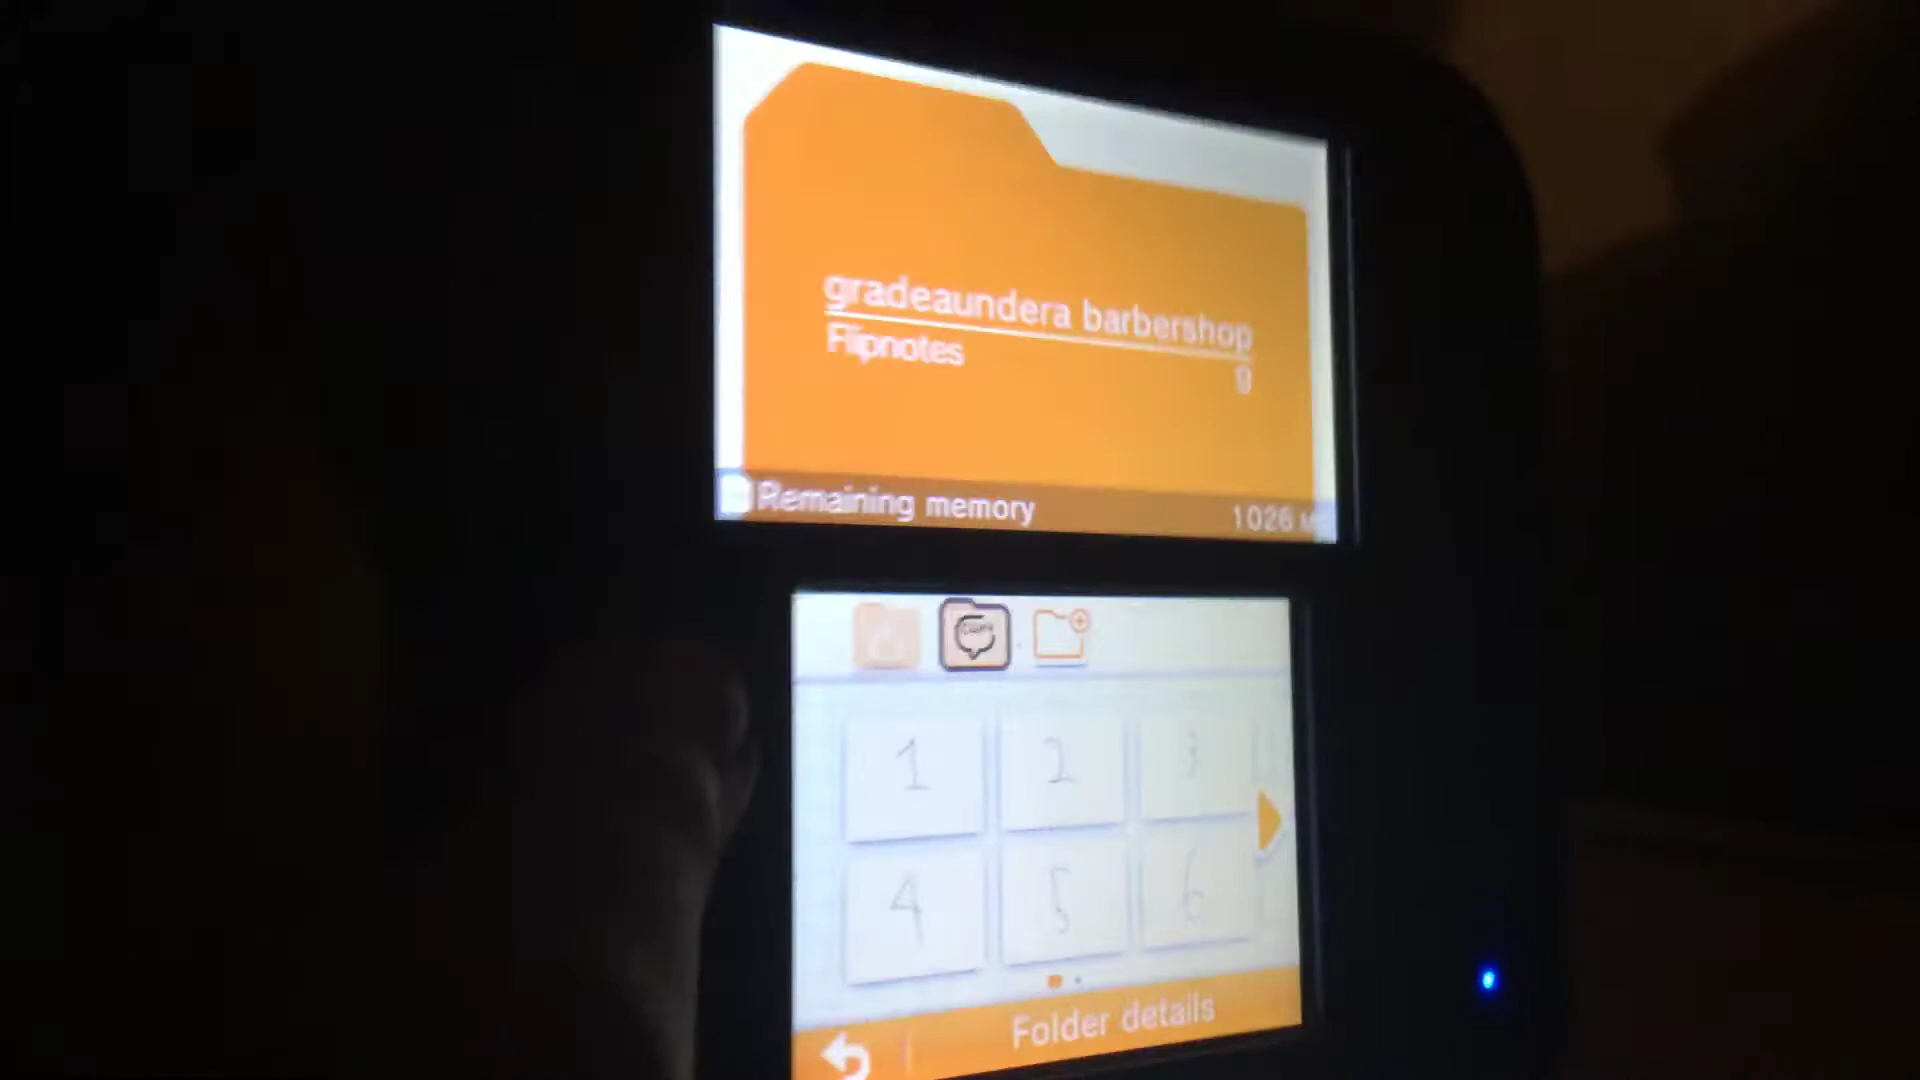 gradeaundera barbershop
Flipnotes
9
Remaining memory
1026
1
2
3
4
5
6
Folder details